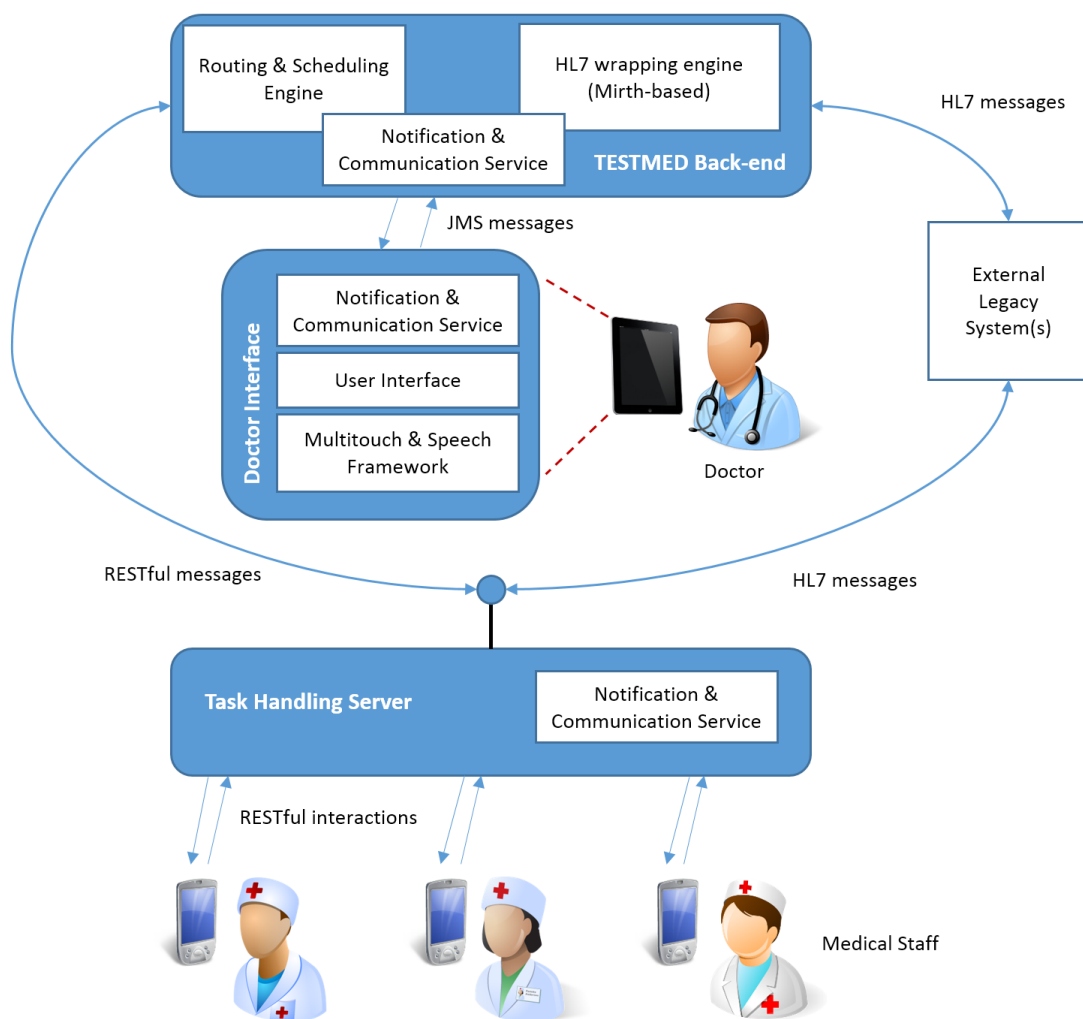 Routing & Scheduling
Engine
HL7 wrapping engine
(Mirth-based)
Notification &
Communication Service
TESTMED Back-end
HL7 messages
JMS messages
Doctor Interface
Notification &
Communication Service
User Interface
Multitouch & Speech
Framework
Doctor
External
Legacy
System(s)
RESTful messages
HL7 messages
Task Handling Server
Notification &
Communication Service
RESTful interactions
Medical Staff